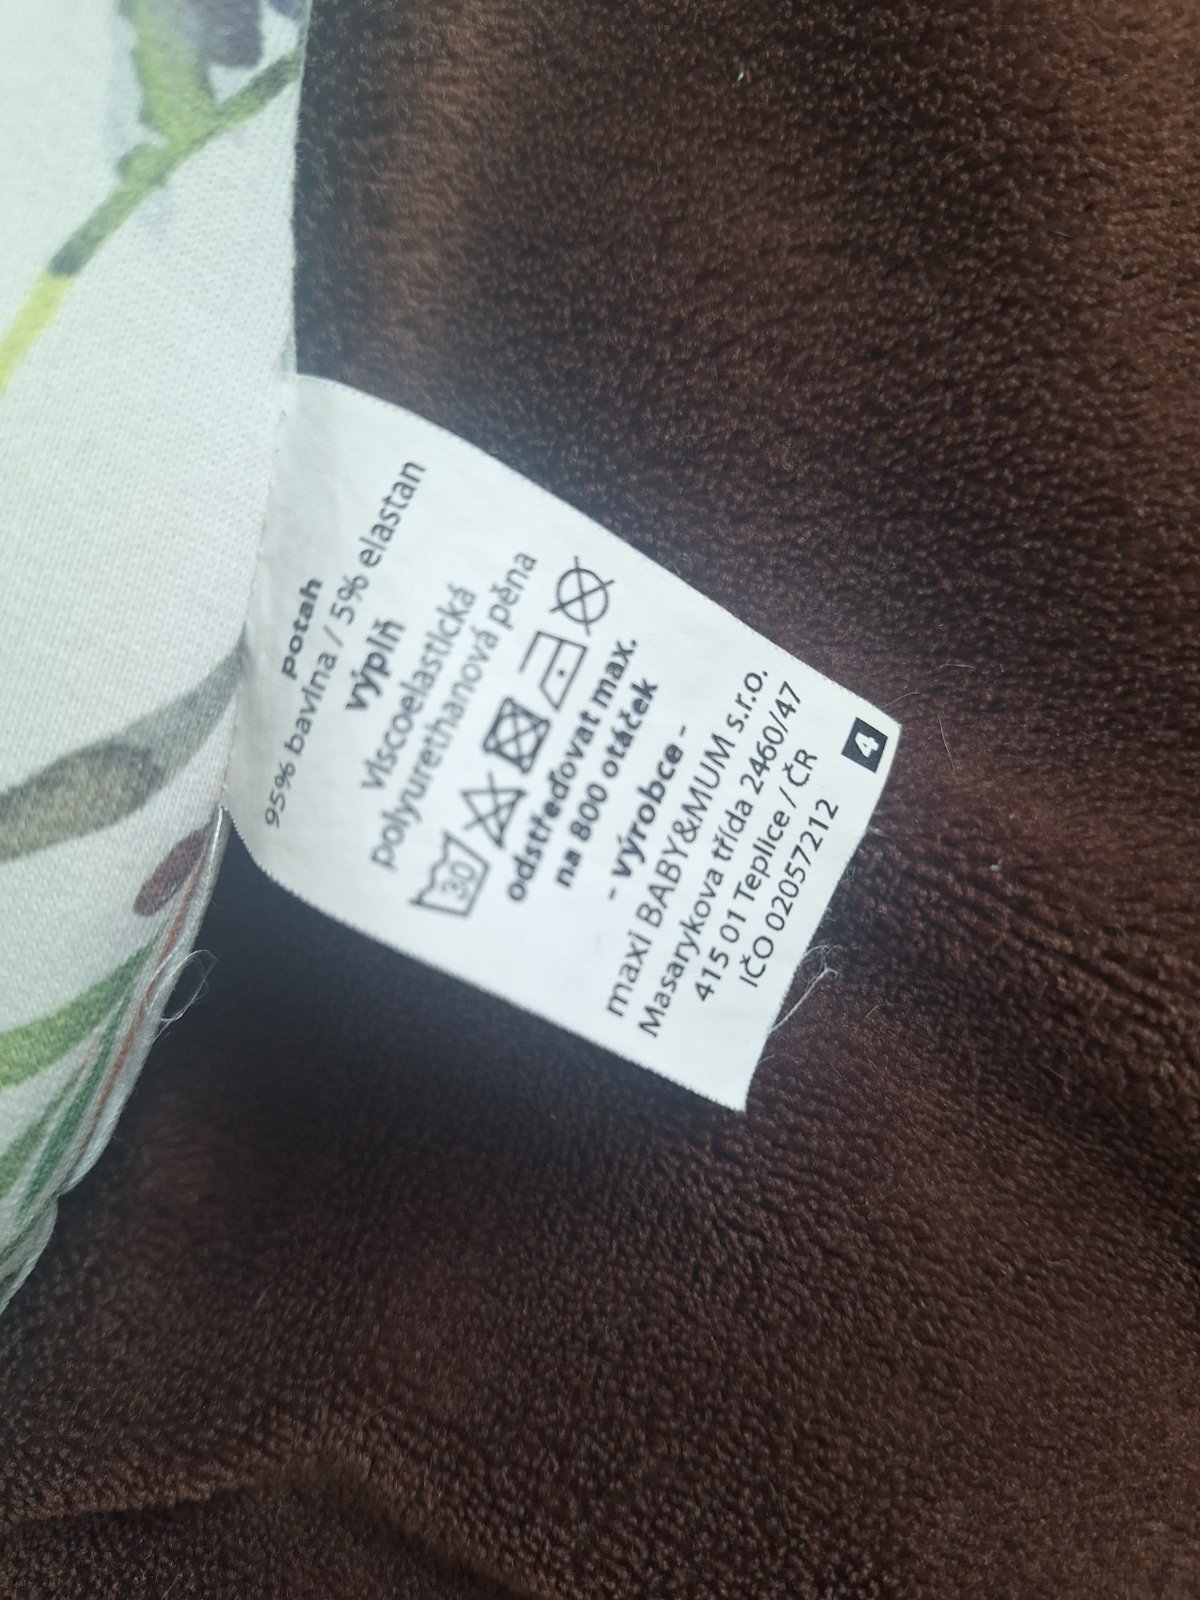 potah
95% bavlna / 5% elastan
výplň
viscoelastická
polyurethanová pěna
30
odstřeďovat max.
na 800 otáček
- výrobce -
maxi BABY&MUM s.r.o.
Masarykova třída 2460/47
415 01 Teplice / ČR
IČO 02057212
4